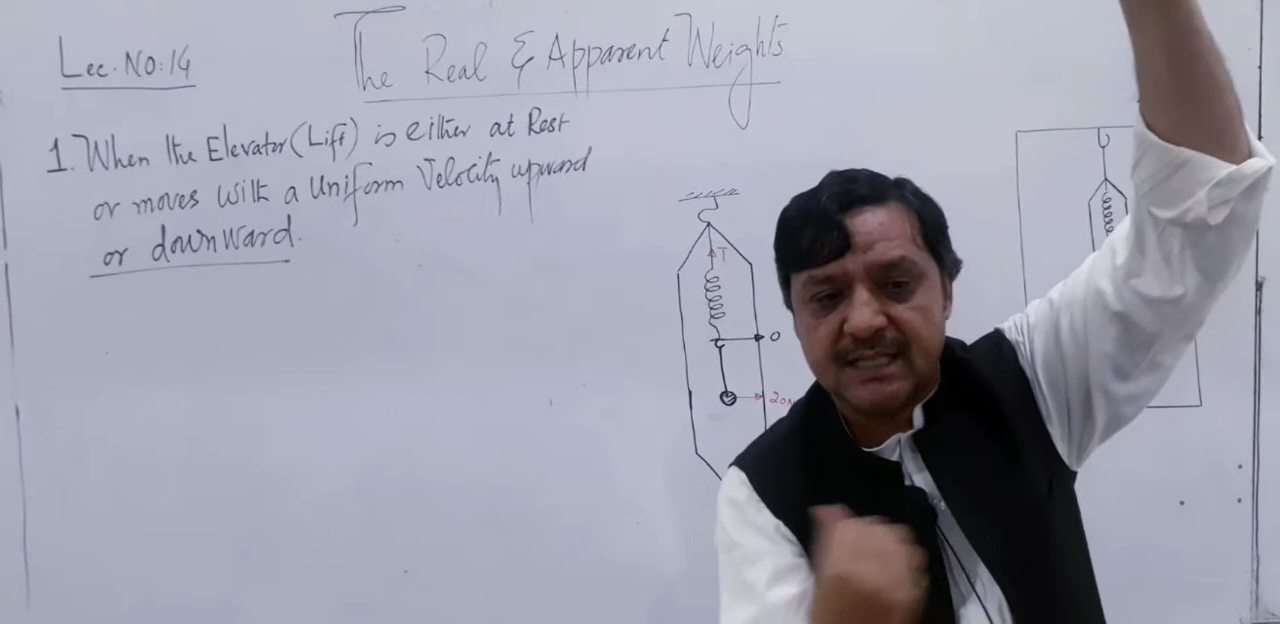 Lec. No: 14
The Real & Apparent Weights
1. When the Elevator (Lift) is either at Rest
or moves with a Uniform Velocity upward
or downward.
T
0
20N